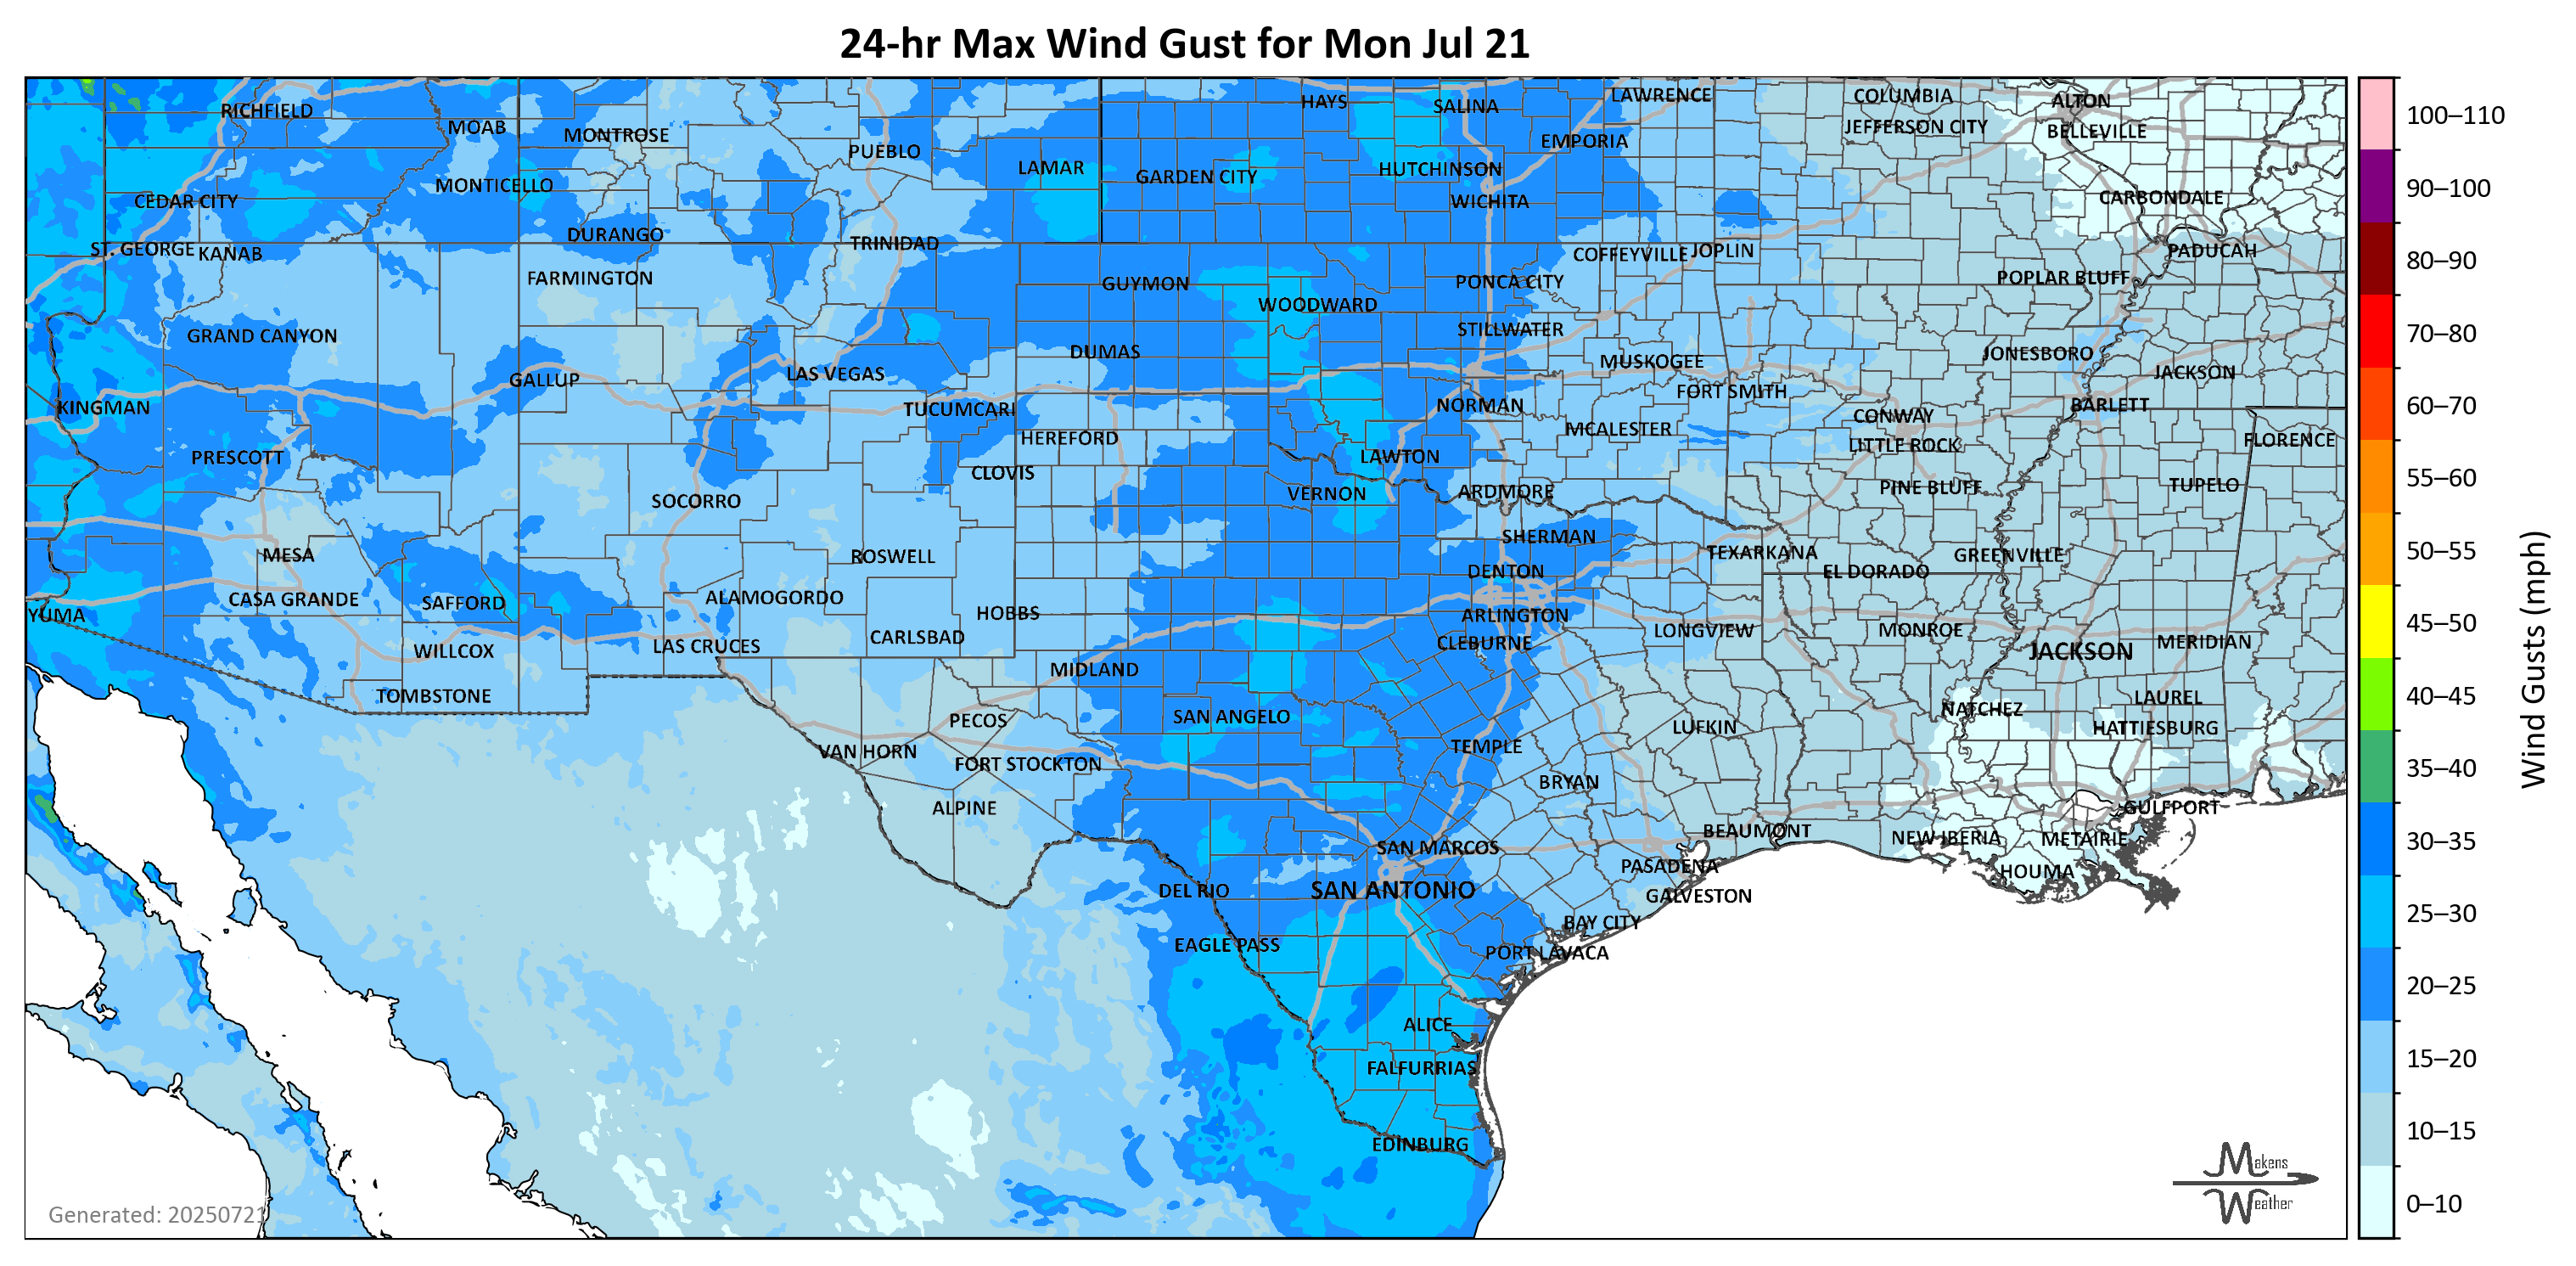 24-hr Max Wind Gust for Mon Jul 21
RICHFIELD
MOAB
MONTROSE
PUEBLO
LAMAR
HAYS
SALINA
LAWRENCE
EMPORIA
COLUMBIA
JEFFERSON CITY
ALTON
BELLEVILLE
MONTICELLO
GARDEN CITY
HUTCHINSON
WICHITA
CARBONDALE
CEDAR CITY
ST. GEORGE
KANAB
DURANGO
TRINIDAD
COFFEYVILLE
JOPLIN
PADUCAH
FARMINGTON
GUYMON
WOODWARD
PONCA CITY
POPLAR BLUFF
GRAND CANYON
STILLWATER
DUMAS
MUSKOGEE
JONESBORO
JACKSON
GALLUP
LAS VEGAS
FORT SMITH
KINGMAN
TUCUMCARI
NORMAN
CONWAY
BARLETT
HEREFORD
MCALESTER
LITTLE ROCK
FLORENCE
PRESCOTT
CLOVIS
LAWTON
SOCORRO
VERNON
ARDMORE
PINE BLUFF
TUPELO
MESA
ROSWELL
SHERMAN
TEXARKANA
GREENVILLE
DENTON
EL DORADO
CASA GRANDE
SAFFORD
ALAMOGORDO
HOBBS
ARLINGTON
YUMA
CARLSBAD
CLEBURNE
LONGVIEW
MONROE
JACKSON
MERIDIAN
WILLCOX
LAS CRUCES
MIDLAND
TOMBSTONE
PECOS
SAN ANGELO
LUFKIN
NATCHEZ
LAUREL
HATTIESBURG
VAN HORN
FORT STOCKTON
TEMPLE
BRYAN
ALPINE
BEAUMONT
GULFPORT
NEW IBERIA
METAIRIE
SAN MARCOS
PASADENA
HOUMA
DEL RIO
SAN ANTONIO
GALVESTON
EAGLE PASS
BAY CITY
PORT LAVACA
ALICE
FALFURRIAS
EDINBURG
Generated: 20250721
Makens
Weather
100–110
90–100
80–90
70–80
60–70
55–60
50–55
45–50
40–45
35–40
30–35
25–30
20–25
15–20
10–15
0–10
Wind Gusts (mph)